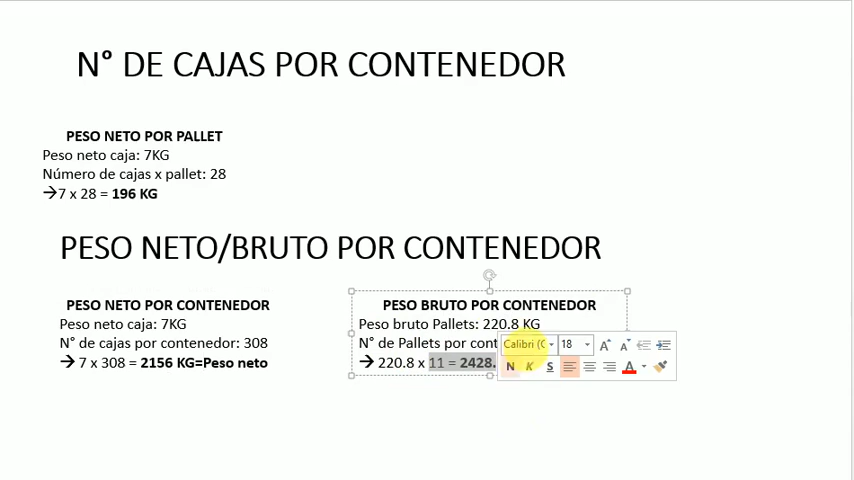 N° DE CAJAS POR CONTENEDOR
PESO NETO POR PALLET
Peso neto caja: 7KG
Número de cajas x pallet: 28
→7 x 28 = 196 KG
PESO NETO/BRUTO POR CONTENEDOR
PESO NETO POR CONTENEDOR
Peso neto caja: 7KG
N° de cajas por contenedor: 308
→ 7 x 308 = 2156 KG=Peso neto
PESO BRUTO POR CONTENEDOR
Peso bruto Pallets: 220.8 KG
N° de Pallets por cont
→ 220.8 x 11 = 2428.
Calibri (C 18 A A
N K S A